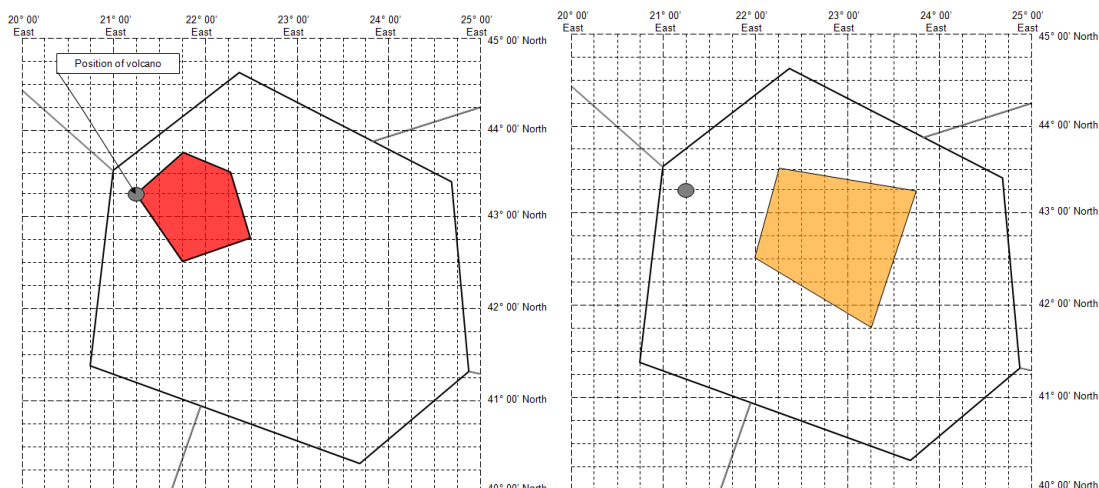 20° 00' East
21° 00' East
22° 00' East
23° 00' East
24° 00' East
25° 00' East
45° 00' North
Position of volcano
44° 00' North
43° 00' North
42° 00' North
41° 00' North
40° 00' North
20° 00' East
21° 00' East
22° 00' East
23° 00' East
24° 00' East
25° 00' East
45° 00' North
44° 00' North
43° 00' North
42° 00' North
41° 00' North
40° 00' North